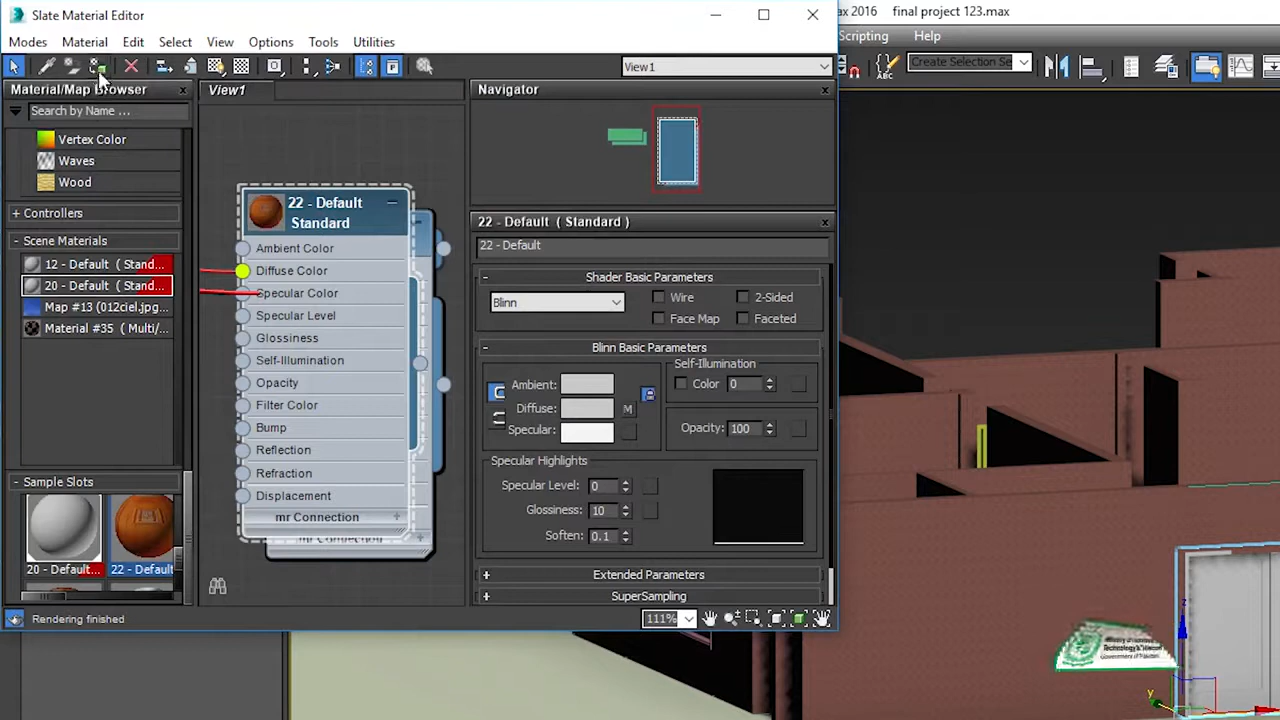 Slate Material Editor
ax 2016 final project 123.max
Modes Material Edit Select View Options Tools Utilities
Scripting Help
View1
Create Selection Se
Material/Map Browser
View1
Navigator
Search by Name ...
Vertex Color
Waves
Wood
+ Controllers
- Scene Materials
12 - Default ( Stand...
20 - Default ( Stand...
Map #13 (012ciel.jpg...
Material #35 ( Multi/...
- Sample Slots
20 - Default...
22 - Default
22 - Default
Standard
Ambient Color
Diffuse Color
Specular Color
Specular Level
Glossiness
Self-Illumination
Opacity
Filter Color
Bump
Reflection
Refraction
Displacement
mr Connection +
mr Connection
22 - Default ( Standard )
22 - Default
- Shader Basic Parameters
Blinn
Wire
2-Sided
Face Map
Faceted
- Blinn Basic Parameters
Ambient:
Diffuse: M
Specular:
Self-Illumination
Color 0
Opacity: 100
Specular Highlights
Specular Level: 0
Glossiness: 10
Soften: 0.1
+ Extended Parameters
+ SuperSampling
Rendering finished
111%
Technology & Telecom
Government of Pakistan
z
y